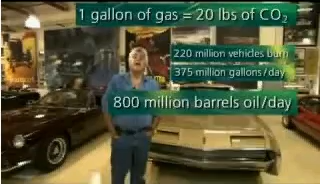 1 gallon of gas = 20 lbs of CO₂
220 million vehicles burn
375 million gallons/day
800 million barrels oil/day